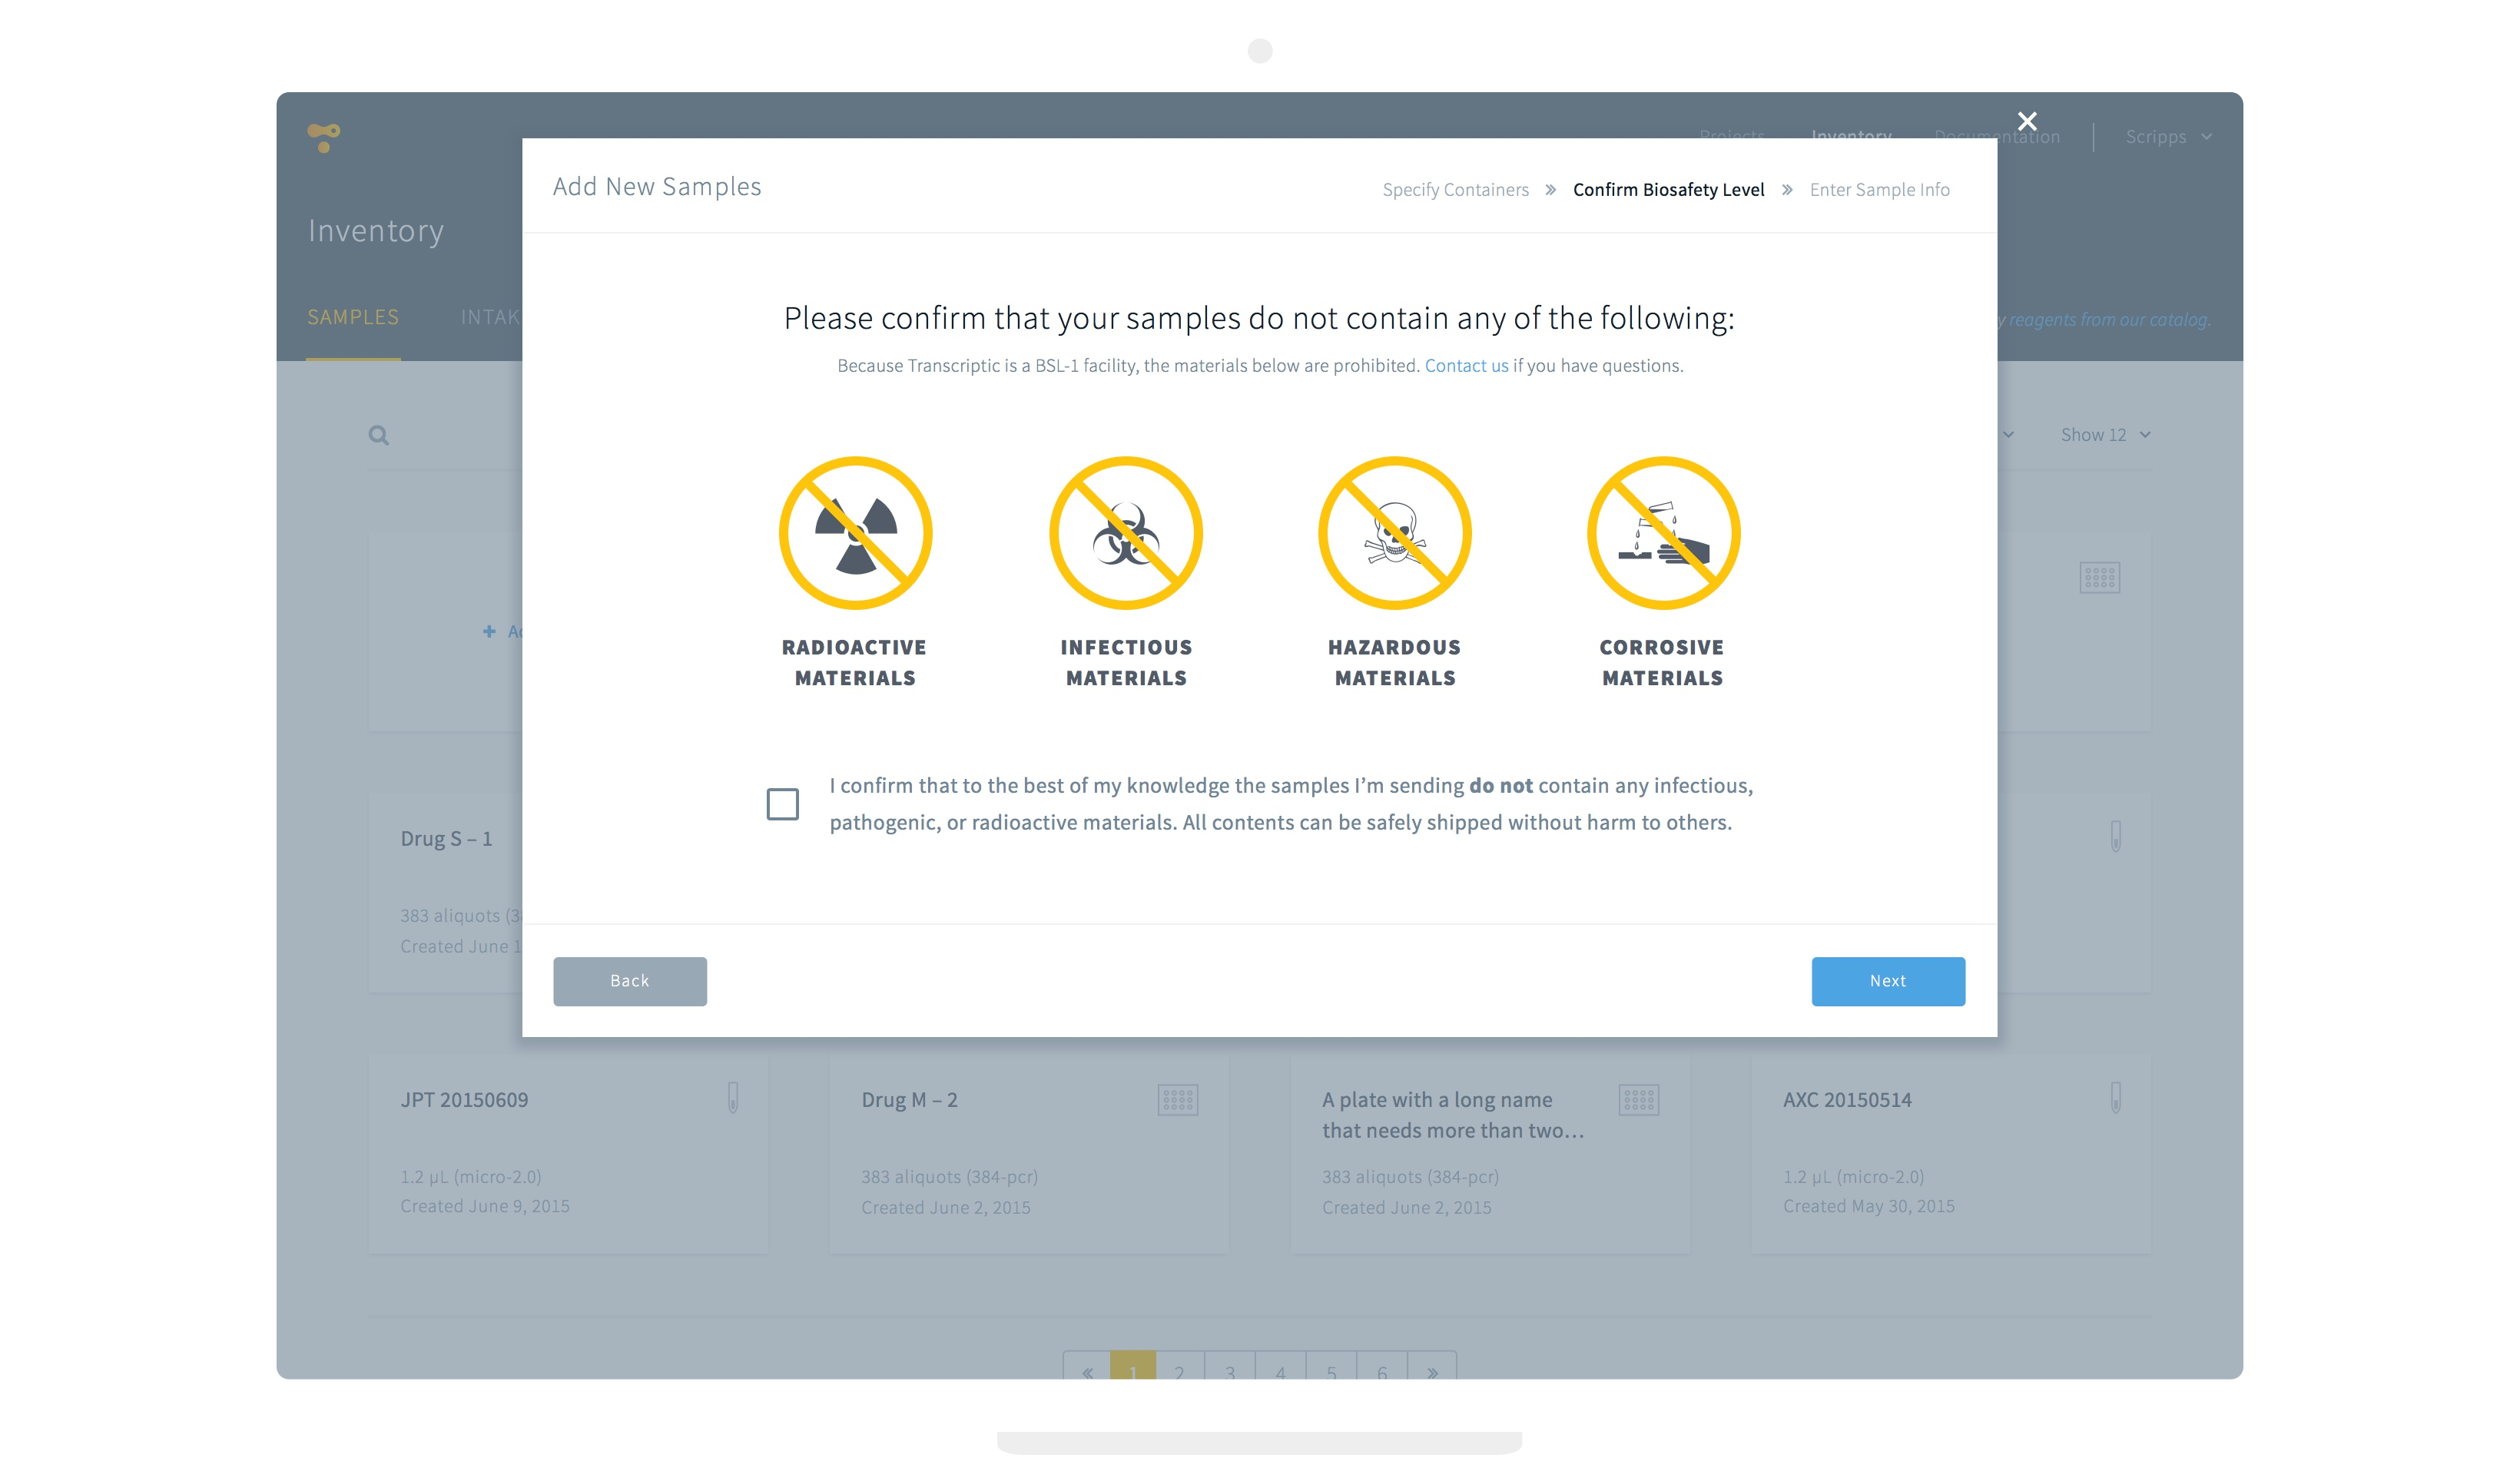 Projects
Inventory
Documentation
Scripps
Inventory
SAMPLES
INTAK
y reagents from our catalog.
Show 12
Add New Samples
Specify Containers » Confirm Biosafety Level » Enter Sample Info
Please confirm that your samples do not contain any of the following:
Because Transcriptic is a BSL-1 facility, the materials below are prohibited. Contact us if you have questions.
RADIOACTIVE
MATERIALS
INFECTIOUS
MATERIALS
HAZARDOUS
MATERIALS
CORROSIVE
MATERIALS
I confirm that to the best of my knowledge the samples I’m sending do not contain any infectious,
pathogenic, or radioactive materials. All contents can be safely shipped without harm to others.
Back
Next
Drug S – 1
383 aliquots (3
Created June 1
JPT 20150609
1.2 µL (micro-2.0)
Created June 9, 2015
Drug M – 2
383 aliquots (384-pcr)
Created June 2, 2015
A plate with a long name
that needs more than two...
383 aliquots (384-pcr)
Created June 2, 2015
AXC 20150514
1.2 µL (micro-2.0)
Created May 30, 2015
« 1 2 3 4 5 6 »